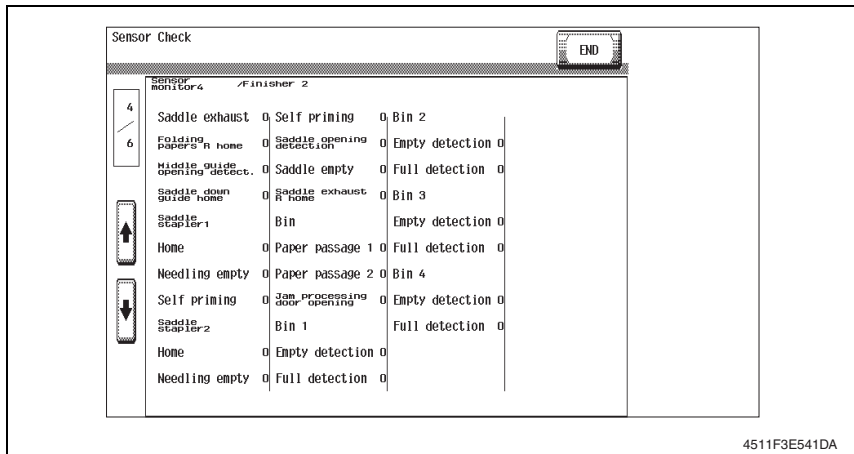 Sensor Check
END
Sensor
monitor4 /Finisher 2
4
/
6
Saddle exhaust 0
Folding
papers R home 0
Middle guide
opening detect. 0
Saddle down
guide home 0
Saddle
stapler1
Home 0
Needling empty 0
Self priming 0
Saddle
stapler2
Home 0
Needling empty 0
Self priming 0
Saddle opening
detection 0
Saddle empty 0
Saddle exhaust
R home 0
Bin
Paper passage 1 0
Paper passage 2 0
Jam processing
door opening 0
Bin 1
Empty detection 0
Full detection 0
Bin 2
Empty detection 0
Full detection 0
Bin 3
Empty detection 0
Full detection 0
Bin 4
Empty detection 0
Full detection 0
4511F3E541DA